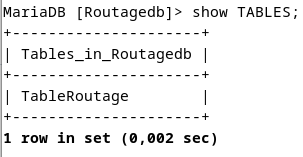 MariaDB [Routagedb]> show TABLES;
+---------------------+
| Tables_in_Routagedb |
+---------------------+
| TableRoutage        |
+---------------------+
1 row in set (0,002 sec)